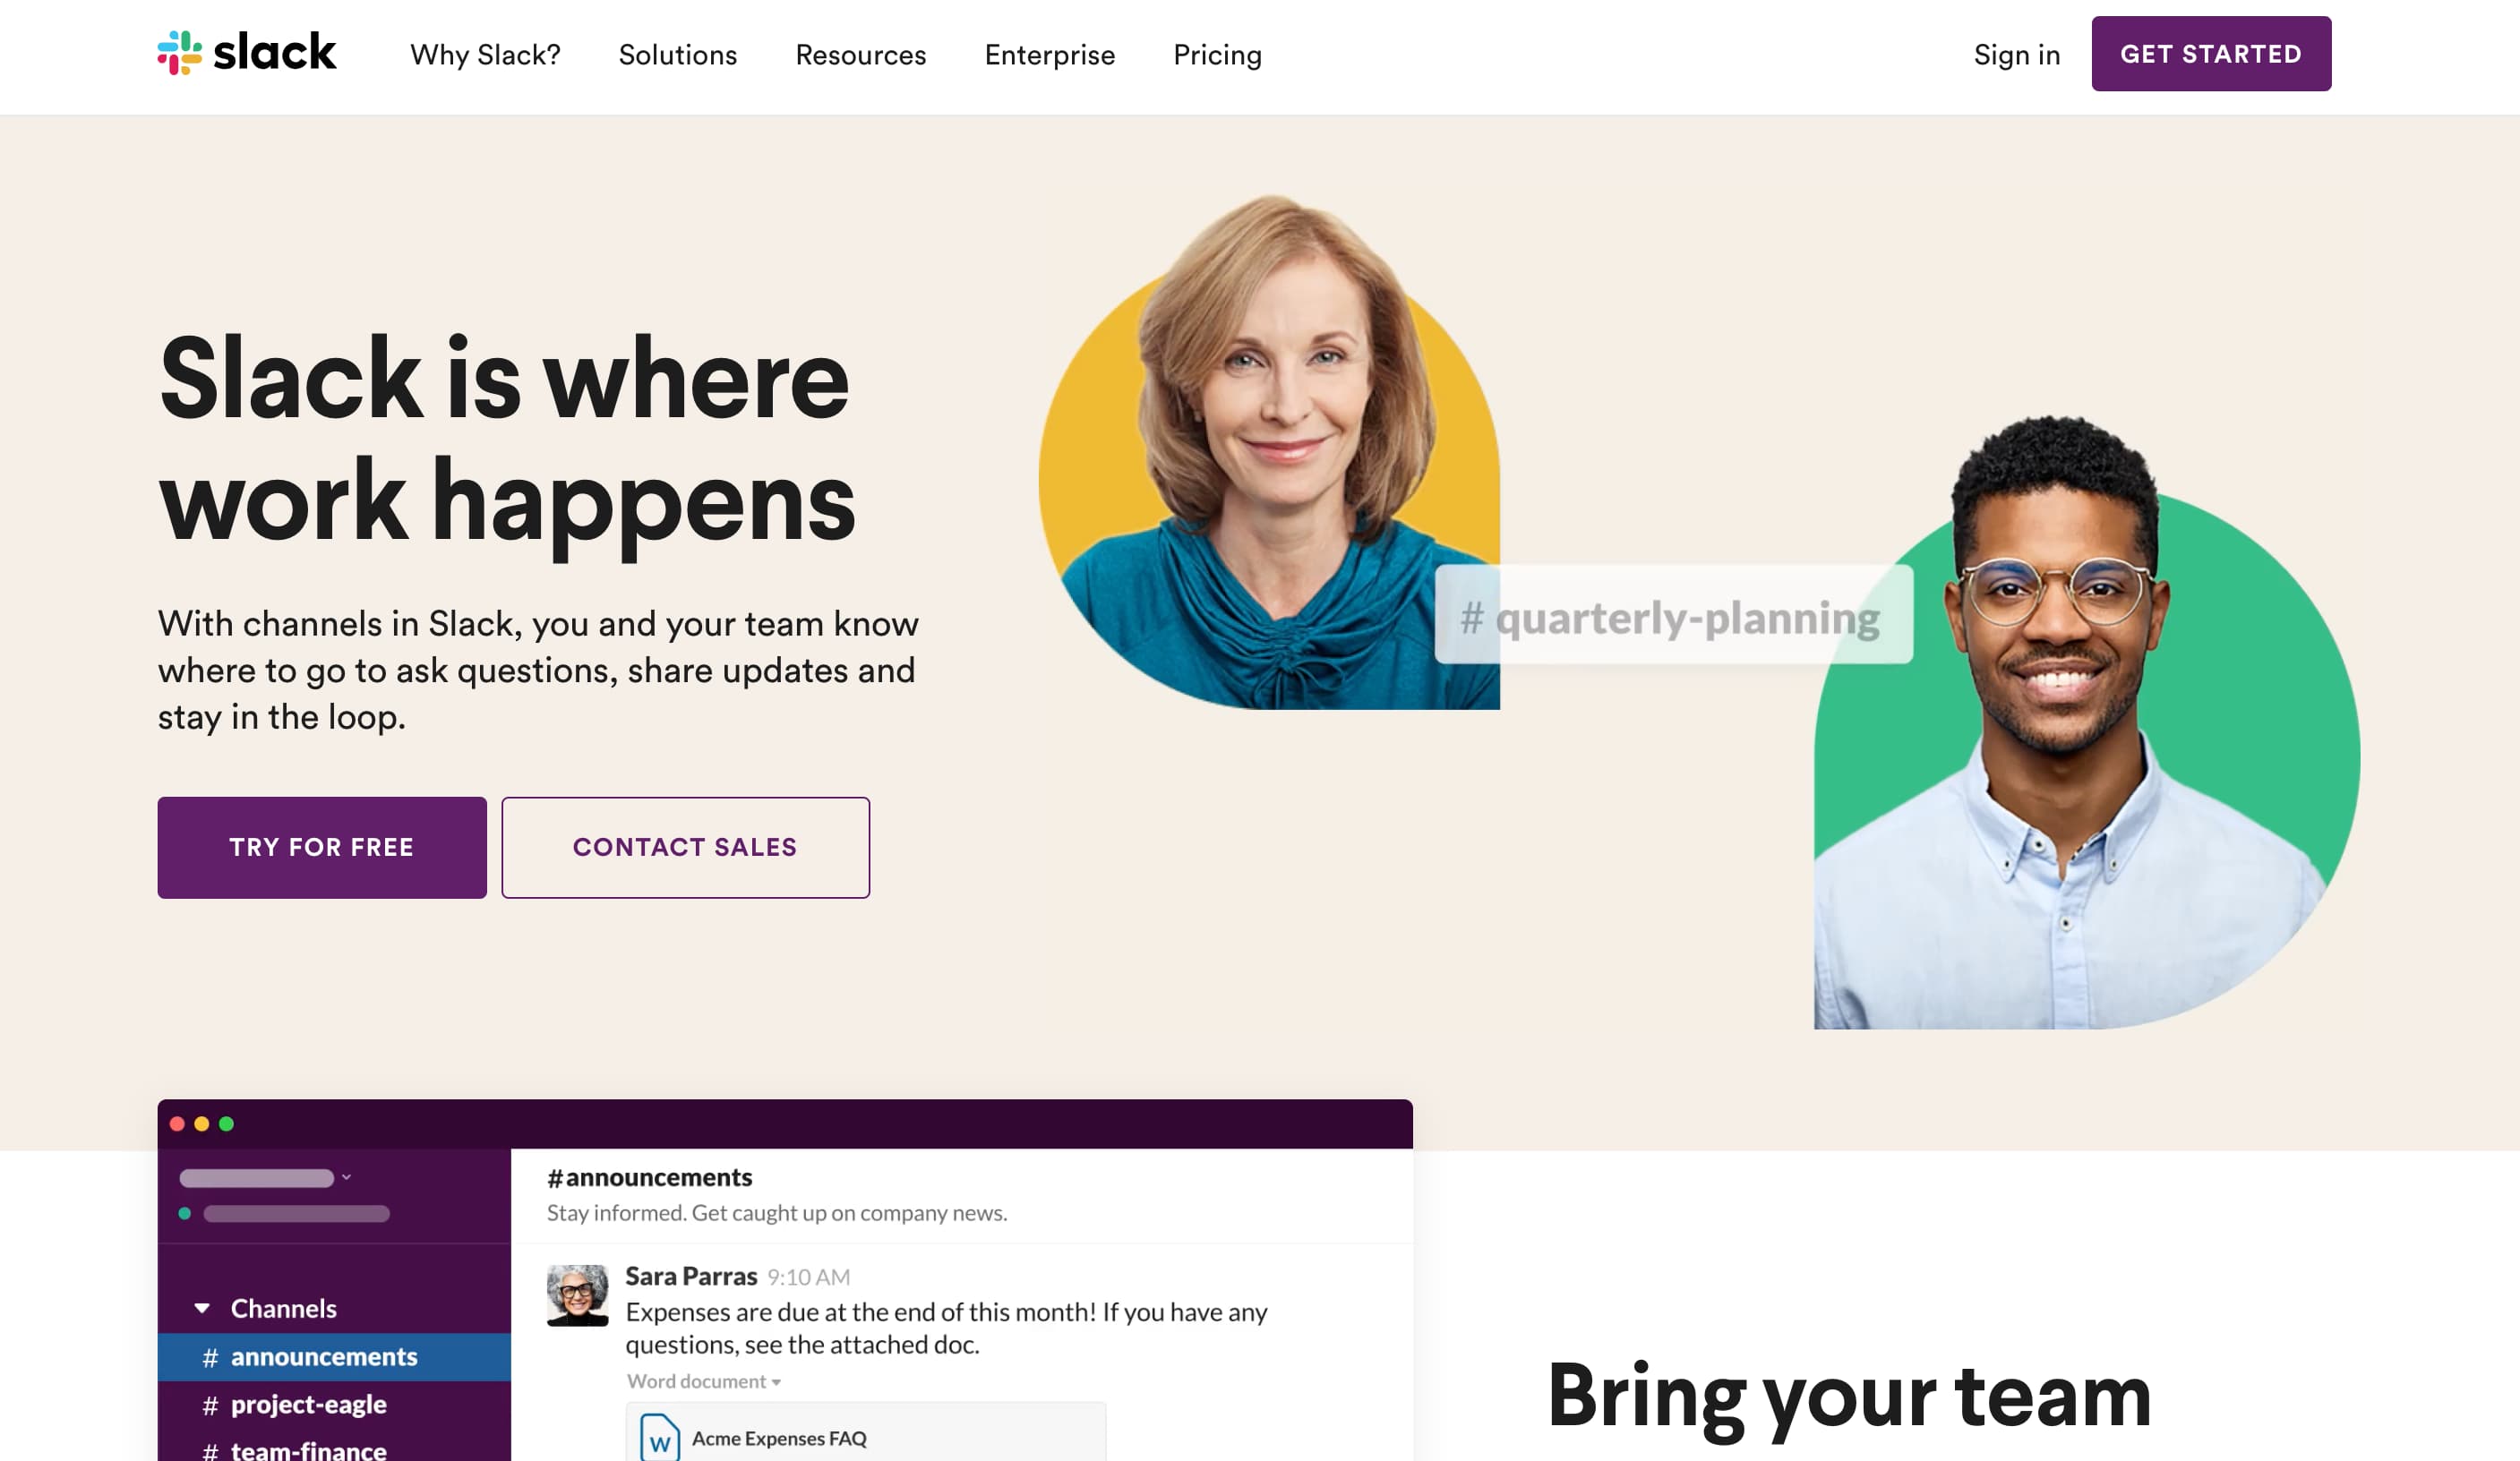 slack
Why Slack?
Solutions
Resources
Enterprise
Pricing
Sign in
GET STARTED
Slack is where
work happens
With channels in Slack, you and your team know
where to go to ask questions, share updates and
stay in the loop.
TRY FOR FREE
CONTACT SALES
# quarterly-planning
Channels
# announcements
# project-eagle
# team-finance
#announcements
Stay informed. Get caught up on company news.
Sara Parras 9:10 AM
Expenses are due at the end of this month! If you have any
questions, see the attached doc.
Word document
W
Acme Expenses FAQ
Bring your team